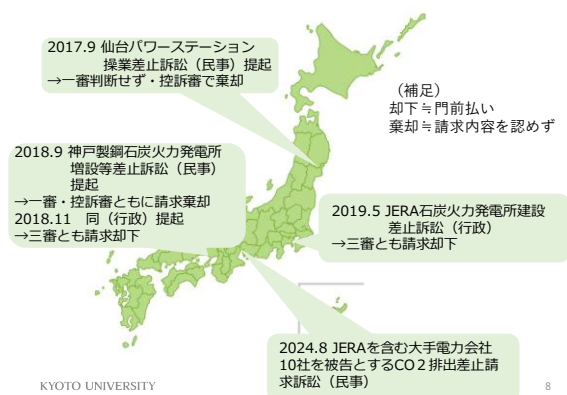 2017.9 仙台パワーステーション
操業差止訴訟（民事）提起
→一審判断せず・控訴審で棄却
（補足）
却下≒門前払い
棄却≒請求内容を認めず
2018.9 神戸製鋼石炭火力発電所
増設等差止訴訟（民事）
提起
→一審・控訴審ともに請求棄却
2018.11　同（行政）提起
→三審とも請求却下
2019.5 JERA石炭火力発電所建設
差止訴訟（行政）
→三審とも請求却下
2024.8 JERAを含む大手電力会社
10社を被告とするCO２排出差止請
求訴訟（民事）
KYOTO UNIVERSITY
8